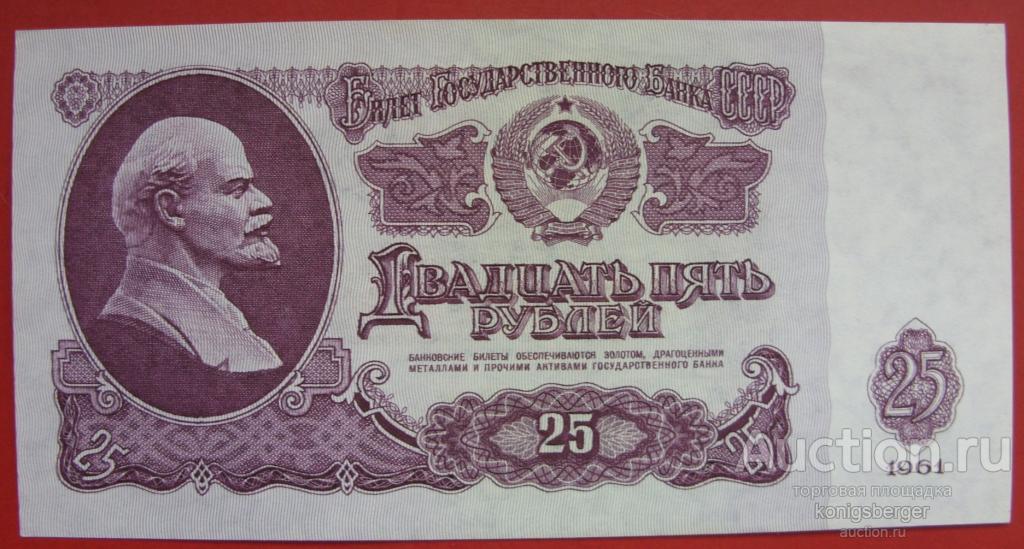 Билет Государственного Банка СССР
Двадцать пять
рублей
БАНКОВСКИЕ БИЛЕТЫ ОБЕСПЕЧИВАЮТСЯ ЗОЛОТОМ, ДРАГОЦЕННЫМИ
МЕТАЛЛАМИ И ПРОЧИМИ АКТИВАМИ ГОСУДАРСТВЕННОГО БАНКА
25
25
25
25
1961
Auction.ru
торговая площадка
konigsberger
auction.ru